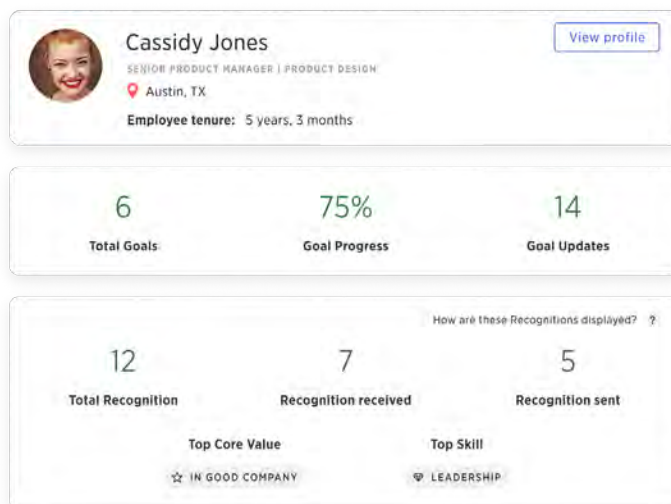 Cassidy Jones
View profile
SENIOR PRODUCT MANAGER | PRODUCT DESIGN
Austin, TX
Employee tenure: 5 years, 3 months
6 75% 14
Total Goals Goal Progress Goal Updates
How are these Recognitions displayed? ?
12 7 5
Total Recognition Recognition received Recognition sent
Top Core Value Top Skill
IN GOOD COMPANY LEADERSHIP